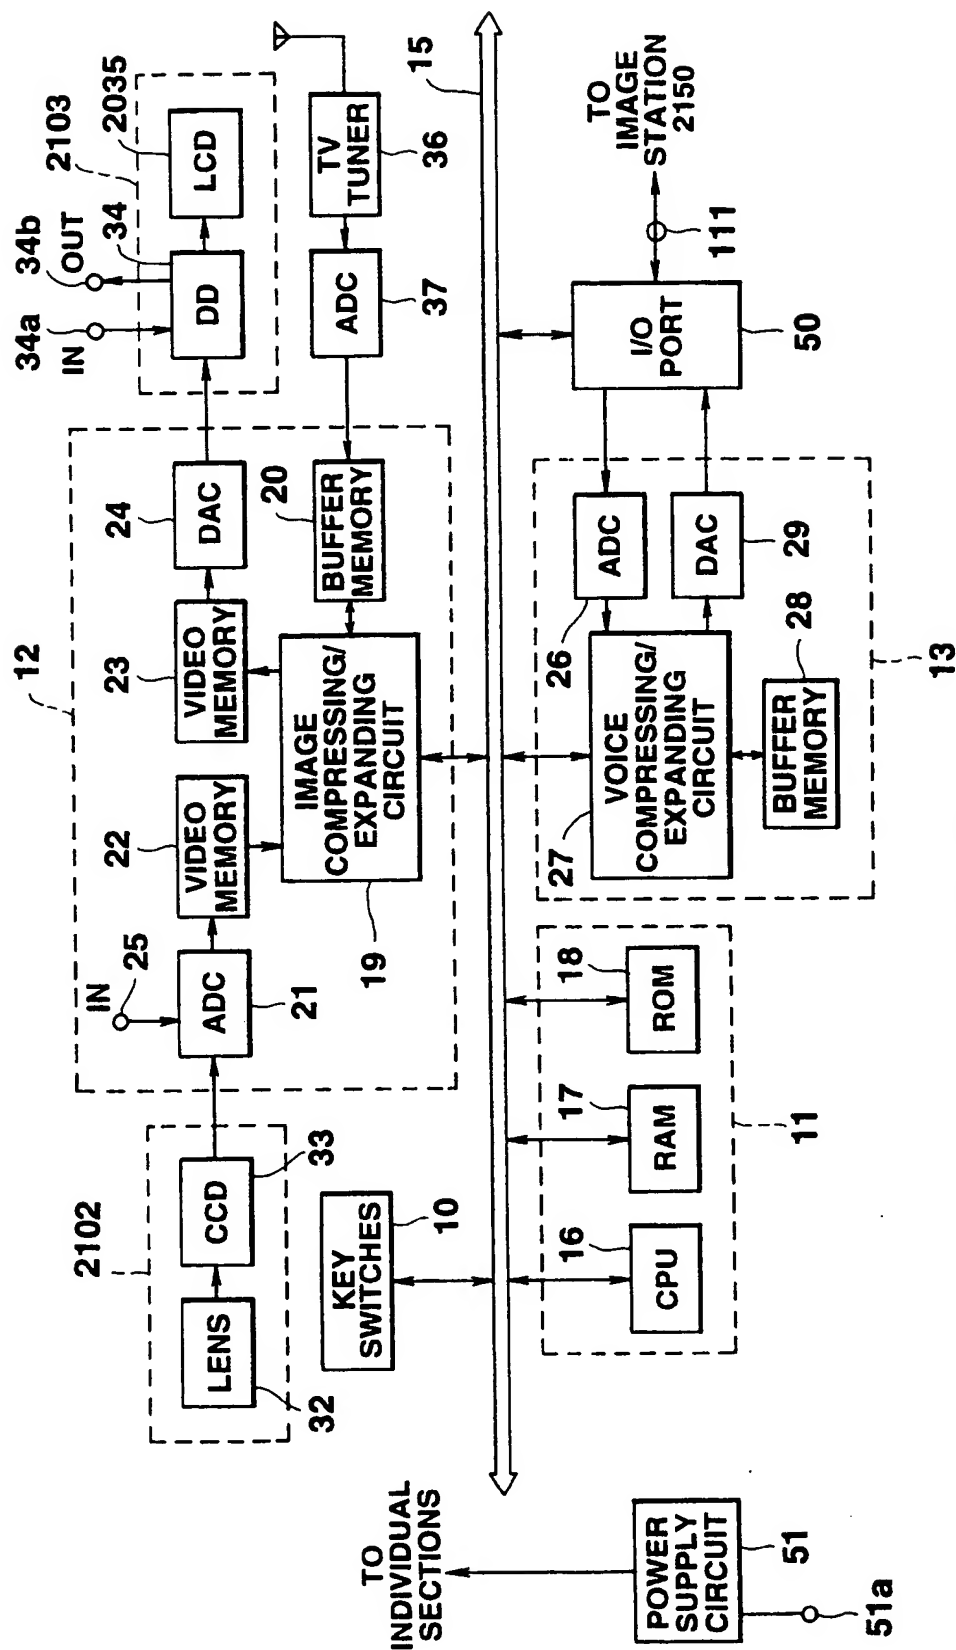 2102
LENS
32
CCD
33
12
IN
25
ADC
21
VIDEO
MEMORY
22
VIDEO
MEMORY
23
DAC
24
IMAGE
COMPRESSING/
EXPANDING
CIRCUIT
19
BUFFER
MEMORY
20
34a
IN
34b
OUT
34
2103
2035
DD
LCD
ADC
37
TV
TUNER
36
KEY
SWITCHES
10
15
TO
INDIVIDUAL
SECTIONS
POWER
SUPPLY
CIRCUIT
51
51a
16
CPU
17
RAM
18
ROM
11
27
VOICE
COMPRESSING/
EXPANDING
CIRCUIT
26
ADC
DAC
29
BUFFER
MEMORY
28
13
I/O
PORT
50
111
TO
IMAGE
STATION
2150